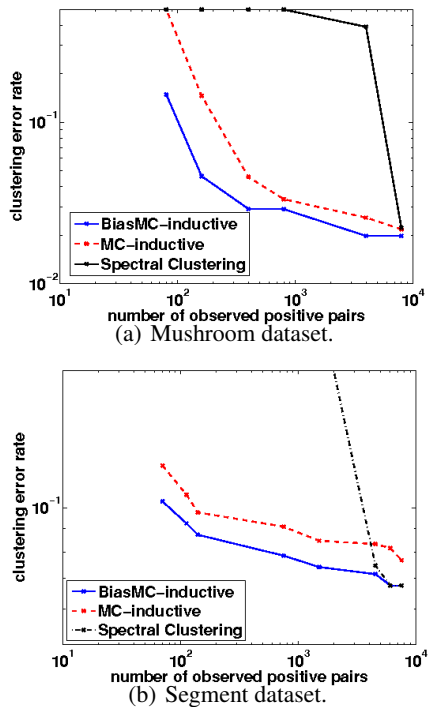 clustering error rate
10^-1
10^-2
BiasMC-inductive
MC-inductive
Spectral Clustering
10^1 10^2 10^3 10^4
number of observed positive pairs
(a) Mushroom dataset.
clustering error rate
10^-1
BiasMC-inductive
MC-inductive
Spectral Clustering
10^1 10^2 10^3 10^4
number of observed positive pairs
(b) Segment dataset.